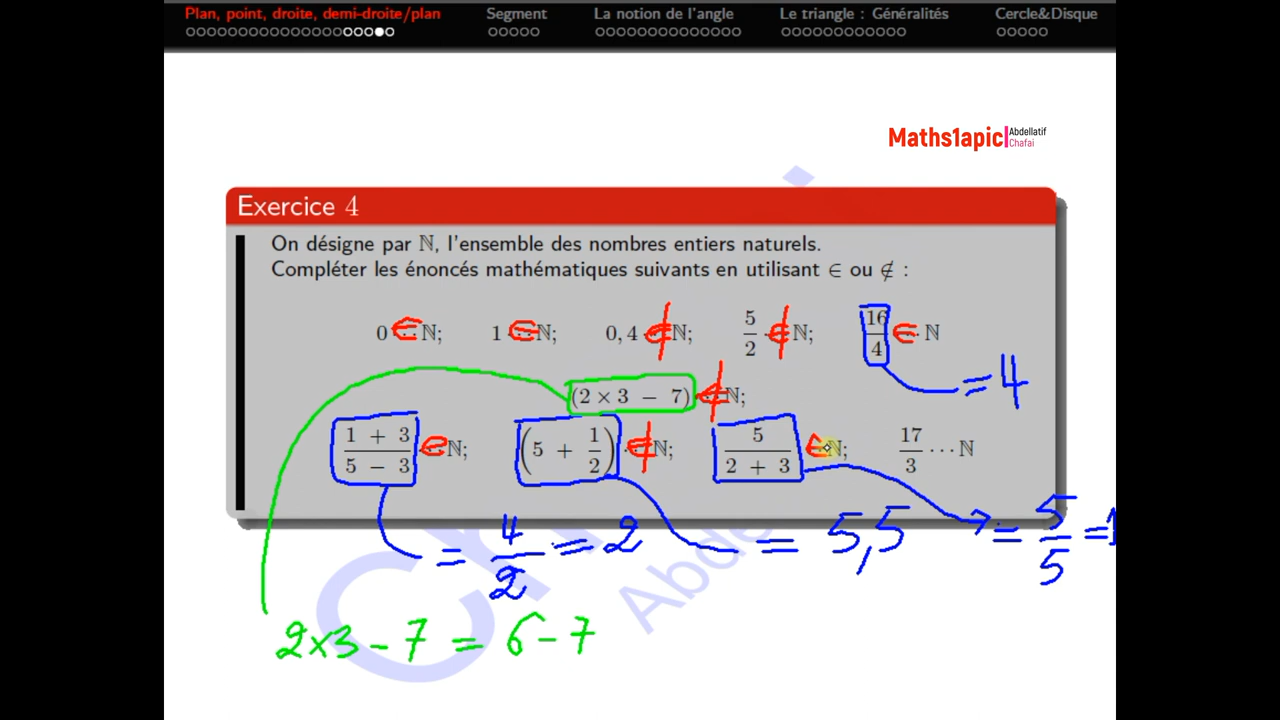 Plan, point, droite, demi-droite/plan Segment La notion de l'angle Le triangle : Généralités Cercle&Disque
Maths1apic Abdellatif Chafai
Exercice 4
On désigne par ℕ, l'ensemble des nombres entiers naturels.
Compléter les énoncés mathématiques suivants en utilisant ∈ ou ∉ :
0 ∈ ℕ; 1 ∈ ℕ; 0,4 ∉ ℕ; 5/2 ∉ ℕ; 16/4 ∈ ℕ
= 4
(2 × 3 − 7) ∉ ℕ;
(1 + 3)/(5 − 3) ∈ ℕ; (5 + 1/2) ∉ ℕ; 5/(2 + 3) ∈ ℕ; 17/3 ··· ℕ
= 4/2 = 2 = 5,5 = 5/5 = 1
2×3 − 7 = 6 − 7